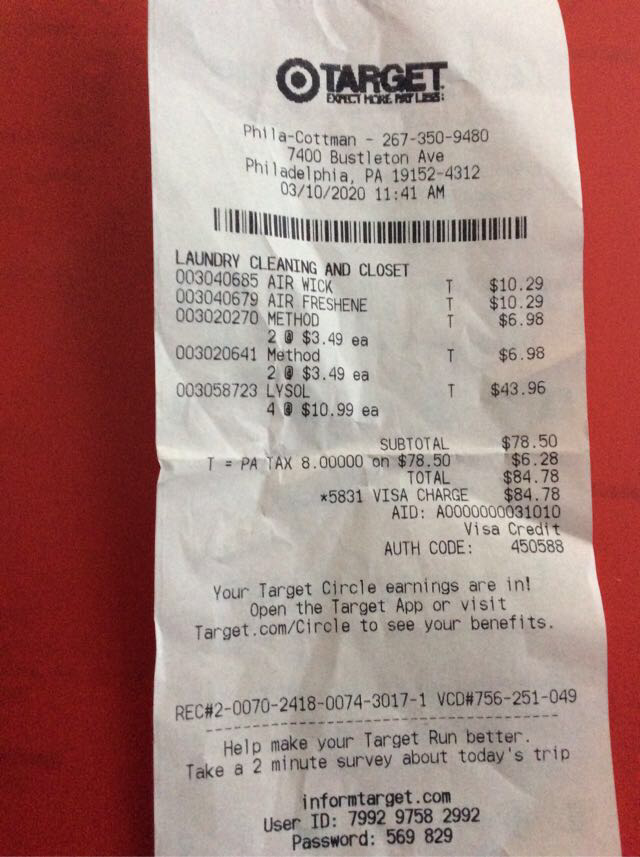 TARGET
EXPECT MORE PAY LESS:
Phila-Cottman - 267-350-9480
7400 Bustleton Ave
Philadelphia, PA 19152-4312
03/10/2020 11:41 AM
LAUNDRY CLEANING AND CLOSET
003040685 AIR WICK T $10.29
003040679 AIR FRESHENE T $10.29
003020270 METHOD T $6.98
2 @ $3.49 ea
003020641 Method T $6.98
2 @ $3.49 ea
003058723 LYSOL T $43.96
4 @ $10.99 ea
SUBTOTAL $78.50
T = PA TAX 8.00000 on $78.50 $6.28
TOTAL $84.78
*5831 VISA CHARGE $84.78
AID: A0000000031010
Visa Credit
AUTH CODE: 450588
Your Target Circle earnings are in!
Open the Target App or visit
Target.com/Circle to see your benefits.
REC#2-0070-2418-0074-3017-1 VCD#756-251-049
Help make your Target Run better.
Take a 2 minute survey about today's trip
informtarget.com
User ID: 7992 9758 2992
Password: 569 829